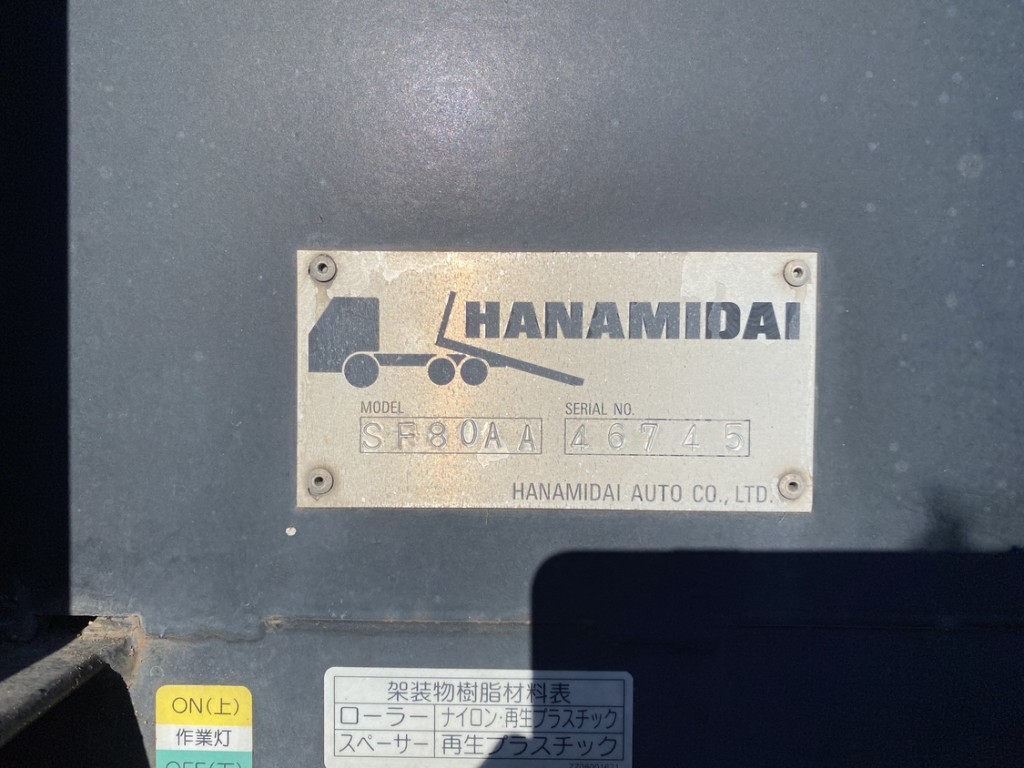 HANAMIDAI
MODEL SERIAL NO.
SF80AA 46745
HANAMIDAI AUTO CO., LTD.
架装物樹脂材料表
ローラー ナイロン・再生プラスチック
スペーサー 再生プラスチック
ON(上)
作業灯
OFF(下)